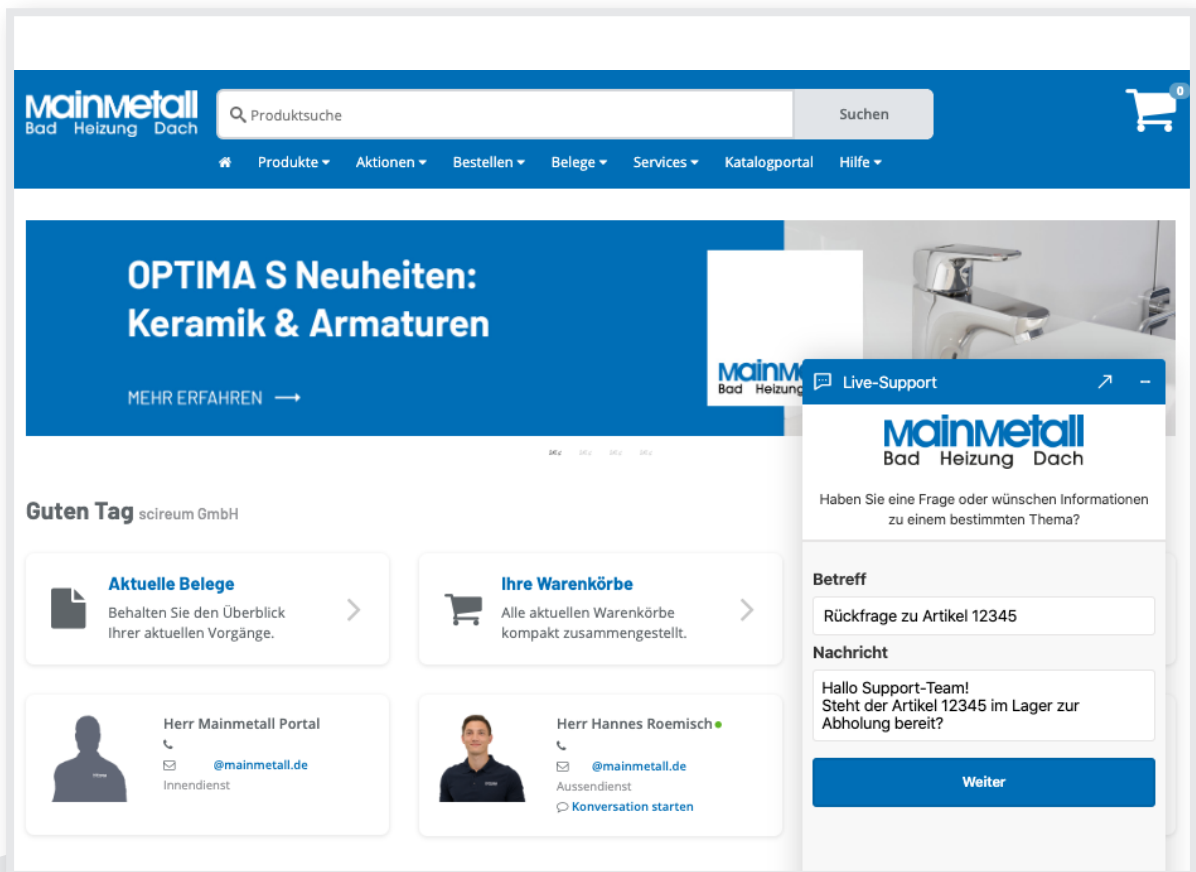 Mainmetall
Bad Heizung Dach
Produktsuche
Suchen
0
Produkte
Aktionen
Bestellen
Belege
Services
Katalogportal
Hilfe
OPTIMA S Neuheiten:
Keramik & Armaturen
MEHR ERFAHREN
Mainm
Bad Heizung
Live-Support
Mainmetall
Bad Heizung Dach
Haben Sie eine Frage oder wünschen Informationen
zu einem bestimmten Thema?
Betreff
Rückfrage zu Artikel 12345
Nachricht
Hallo Support-Team!
Steht der Artikel 12345 im Lager zur
Abholung bereit?
Weiter
Guten Tag scireum GmbH
Aktuelle Belege
Behalten Sie den Überblick
Ihrer aktuellen Vorgänge.
Ihre Warenkörbe
Alle aktuellen Warenkörbe
kompakt zusammengestellt.
Herr Mainmetall Portal
@mainmetall.de
Innendienst
Herr Hannes Roemisch
@mainmetall.de
Aussendienst
Konversation starten